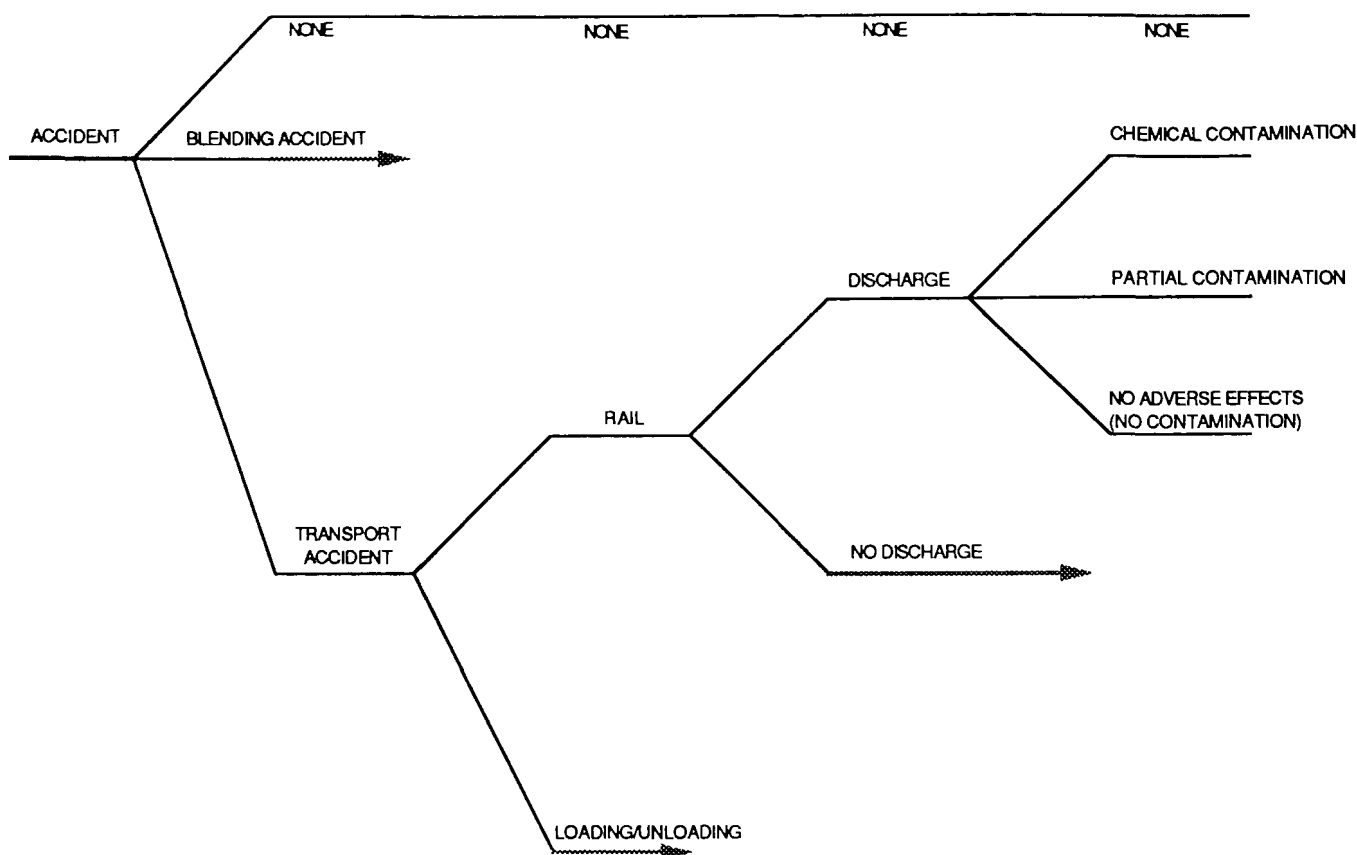 NONE NONE NONE NONE
ACCIDENT BLENDING ACCIDENT CHEMICAL CONTAMINATION
DISCHARGE PARTIAL CONTAMINATION
RAIL NO ADVERSE EFFECTS
(NO CONTAMINATION)
TRANSPORT
ACCIDENT
NO DISCHARGE
LOADING/UNLOADING